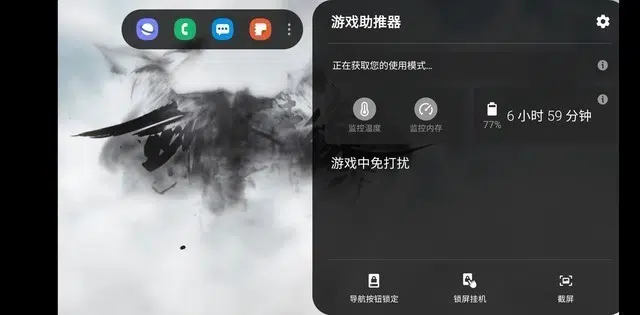 游戏助推器
正在获取您的使用模式...
监控温度
监控内存
77%
6 小时 59 分钟
游戏中免打扰
导航按钮锁定
锁屏挂机
截屏